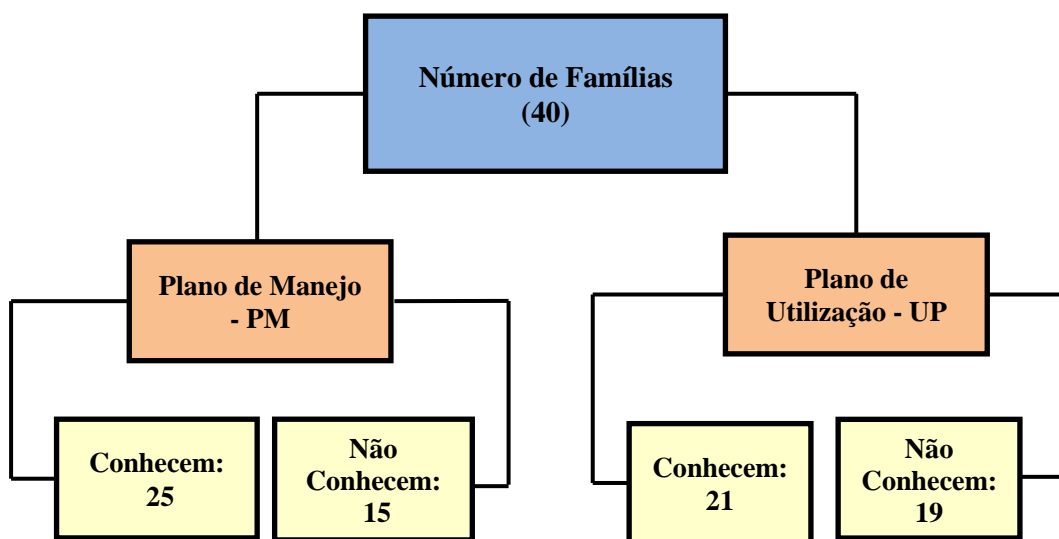 Número de Famílias
(40)
Plano de Manejo
- PM
Plano de
Utilização - UP
Conhecem:
25
Não
Conhecem:
15
Conhecem:
21
Não
Conhecem:
19